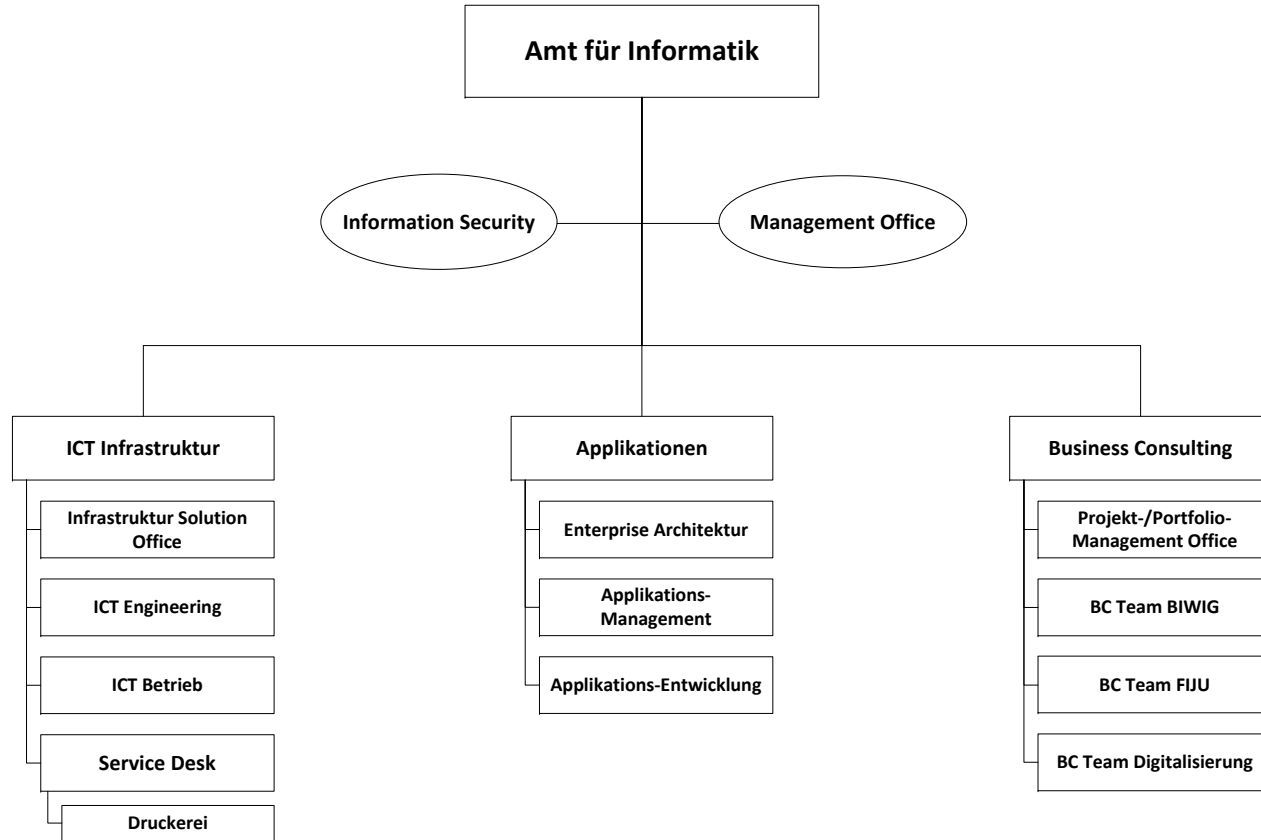 Amt für Informatik
Information Security
Management Office
ICT Infrastruktur
Infrastruktur Solution
Office
ICT Engineering
ICT Betrieb
Service Desk
Druckerei
Applikationen
Enterprise Architektur
Applikations-
Management
Applikations-Entwicklung
Business Consulting
Projekt-/Portfolio-
Management Office
BC Team BIWIG
BC Team FIJU
BC Team Digitalisierung